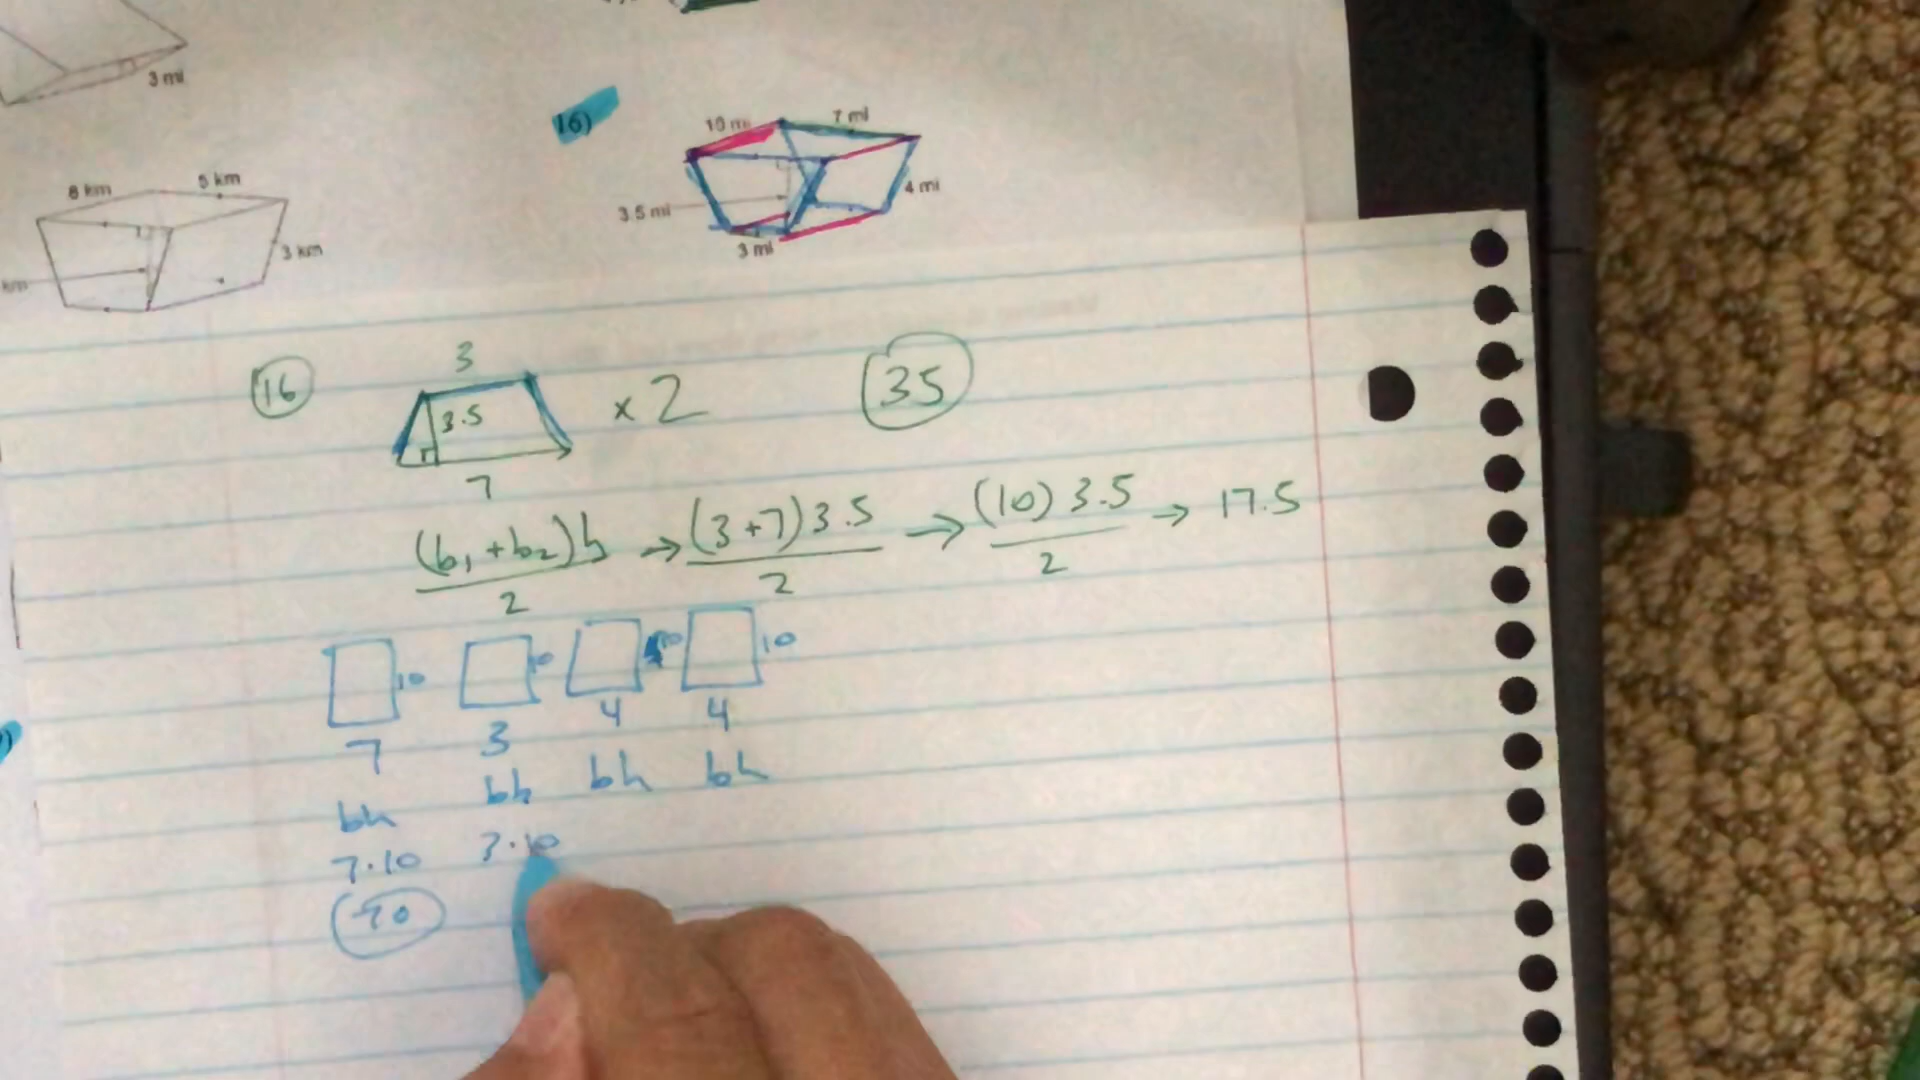 3 mi
16)
10 mi
7 mi
4 mi
3.5 mi
3 mi
8 km
5 km
3 km
km
16
3
3.5
7
x 2
35
(b₁+b₂)h/2 → (3+7)3.5/2 → (10)3.5/2 → 17.5
10 10 10 10
7 3 4 4
bh bh bh bh
7·10 3·10
70